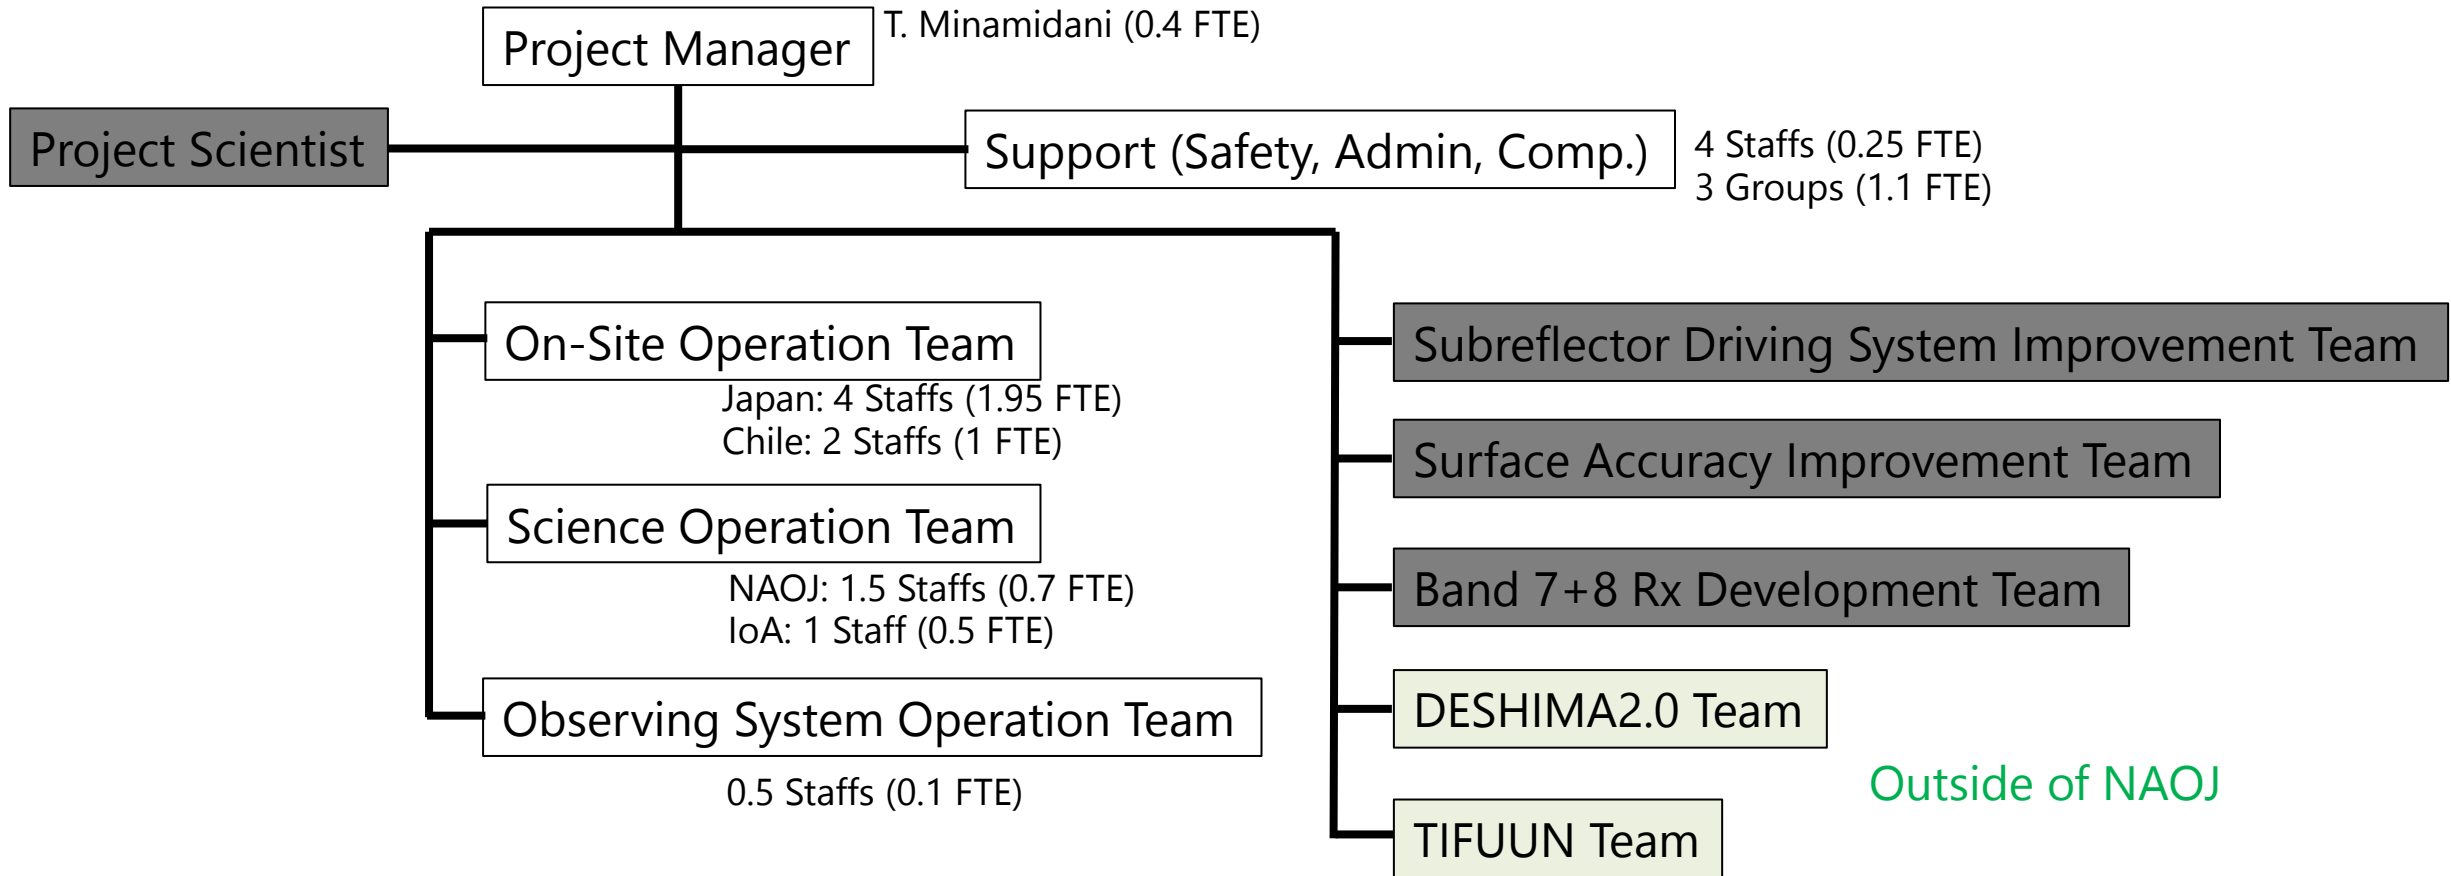 Project Manager
T. Minamidani (0.4 FTE)
Project Scientist
Support (Safety, Admin, Comp.)
4 Staffs (0.25 FTE)
3 Groups (1.1 FTE)
On-Site Operation Team
Japan: 4 Staffs (1.95 FTE)
Chile: 2 Staffs (1 FTE)
Science Operation Team
NAOJ: 1.5 Staffs (0.7 FTE)
IoA: 1 Staff (0.5 FTE)
Observing System Operation Team
0.5 Staffs (0.1 FTE)
Subreflector Driving System Improvement Team
Surface Accuracy Improvement Team
Band 7+8 Rx Development Team
DESHIMA2.0 Team
Outside of NAOJ
TIFUUN Team